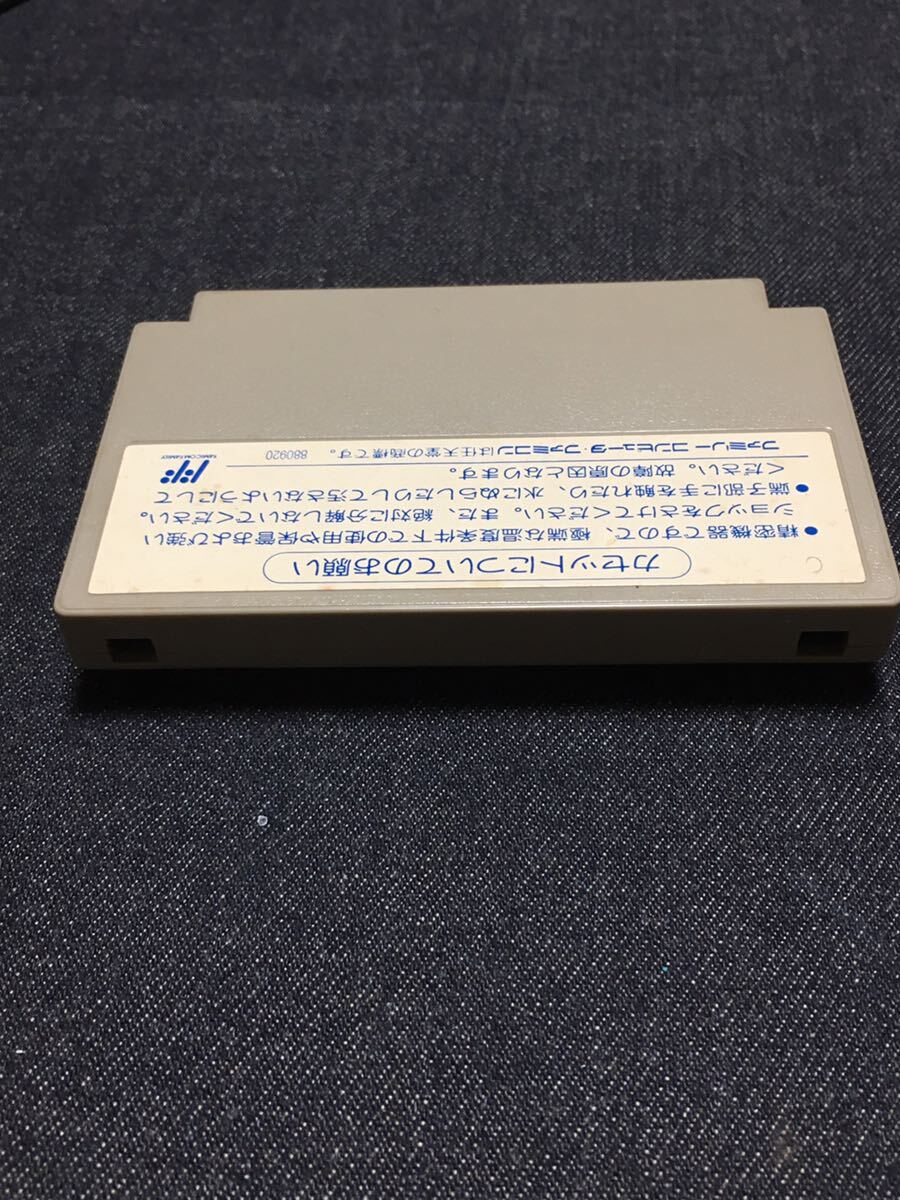 カセットについてのお願い
●精密機器ですので、極端な温度条件下での使用や保管および強い
ショックをさけてください。また、絶対に分解しないでください。
●端子部に手を触れたり、水にぬらしたりして汚さないようにして
ください。故障の原因となります。
ファミリーコンピュータ・ファミコンは任天堂の商標です。 880920
FAMICOM FAMILY
C